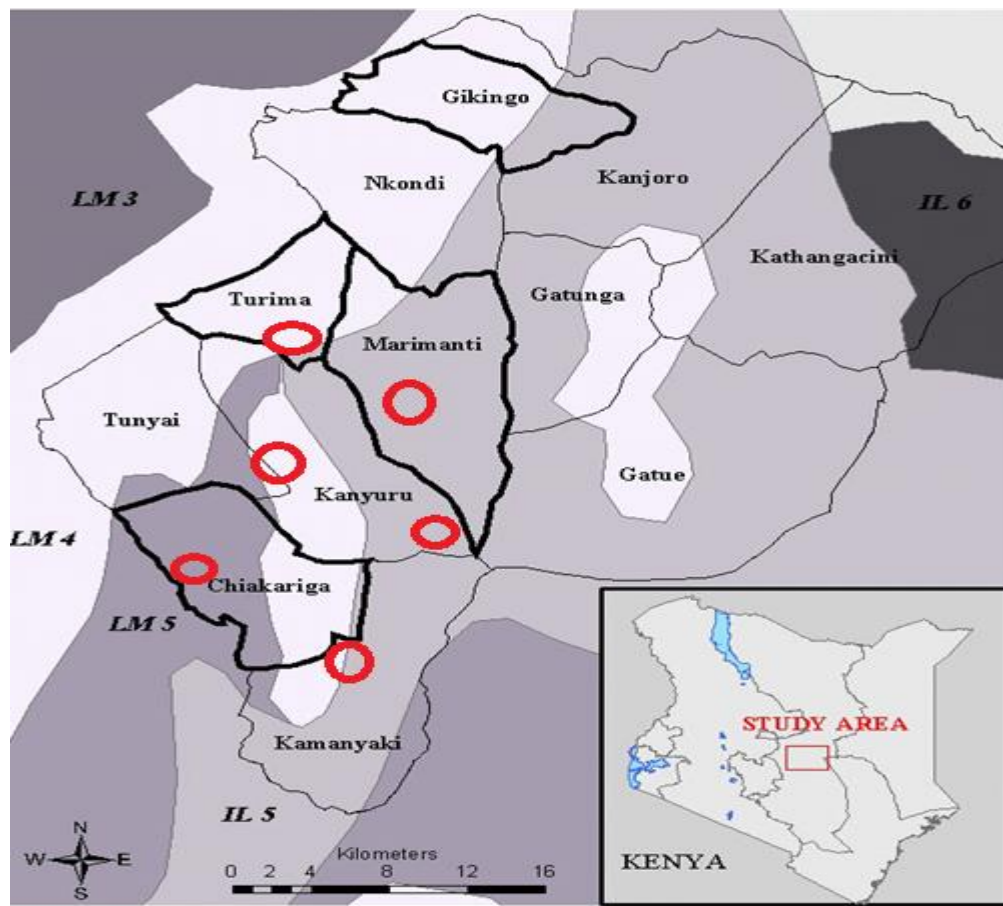 Gikingo
Nkondi
Kanjoro
LM 3
IL 6
Kathangacini
Turima
Gatunga
Marimanti
Tunyai
Gatue
Kanyuru
LM 4
Chiakariga
LM 5
Kamanyaki
IL 5
STUDY AREA
KENYA
N
W E
S
Kilometers
0 2 4 8 12 16